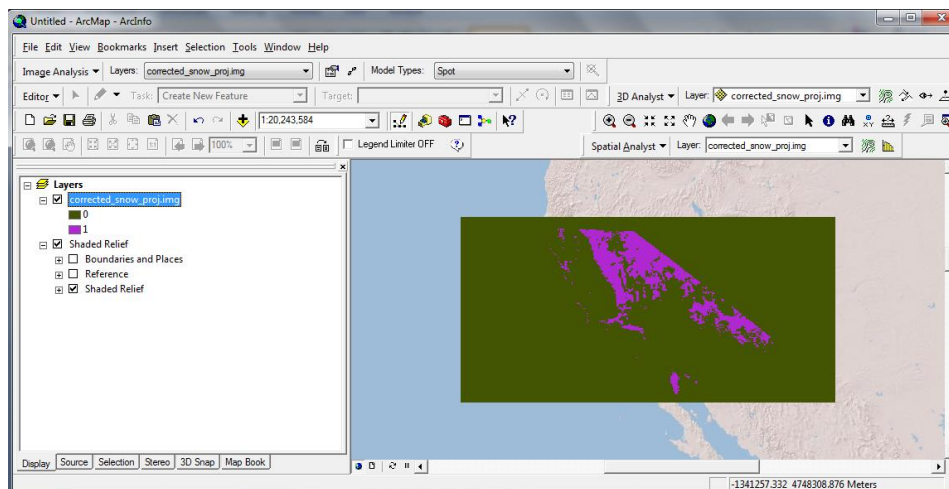 Untitled - ArcMap - ArcInfo
File Edit View Bookmarks Insert Selection Tools Window Help
Image Analysis Layers: corrected_snow_proj.img Model Types: Spot
Editor Task: Create New Feature Target: 3D Analyst Layer: corrected_snow_proj.img
1:20,243,584
100% Legend Limiter OFF Spatial Analyst Layer: corrected_snow_proj.img
Layers
corrected_snow_proj.img
0
1
Shaded Relief
Boundaries and Places
Reference
Shaded Relief
Display Source Selection Stereo 3D Snap Map Book
-1341257.332 4748308.876 Meters